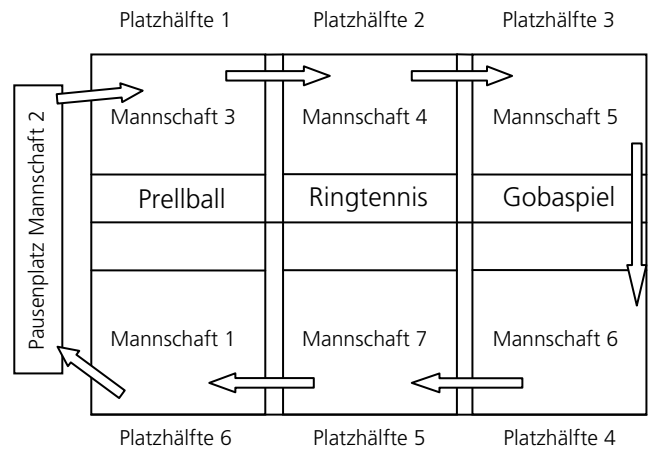 Platzhälfte 1
Platzhälfte 2
Platzhälfte 3
Pausenplatz Mannschaft 2
Mannschaft 3
Mannschaft 4
Mannschaft 5
Prellball
Ringtennis
Gobaspiel
Mannschaft 1
Mannschaft 7
Mannschaft 6
Platzhälfte 6
Platzhälfte 5
Platzhälfte 4